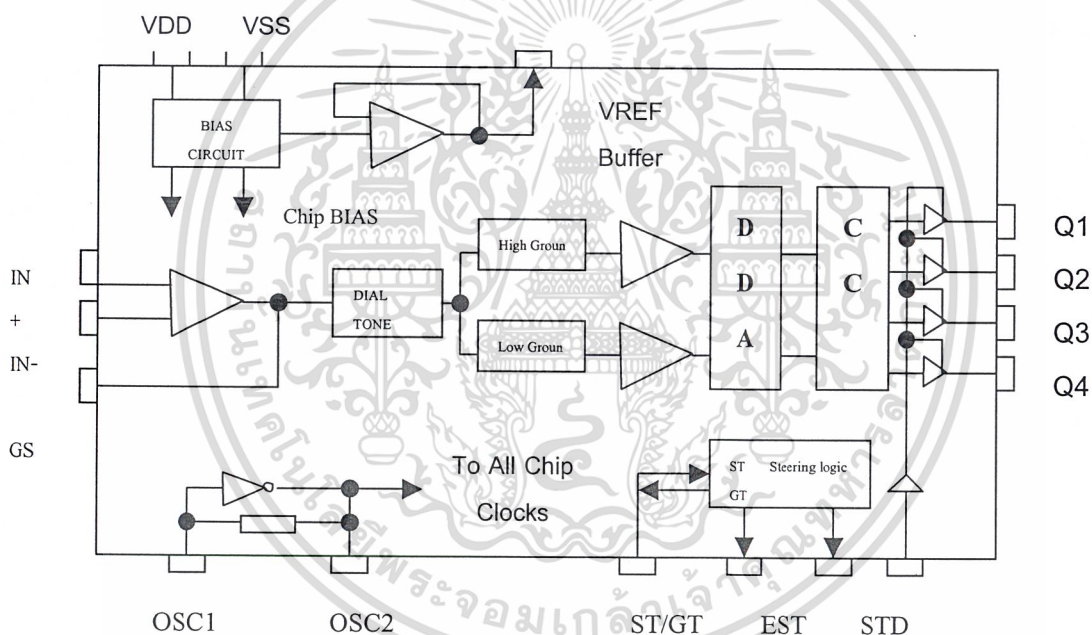 VDD VSS
BIAS
CIRCUIT
VREF
Buffer
Chip BIAS
IN
+
IN-
GS
DIAL
TONE
High Groun
Low Groun
D
D
A
C
C
Q1
Q2
Q3
Q4
To All Chip
Clocks
ST Steering logic
GT
OSC1 OSC2 ST/GT EST STD